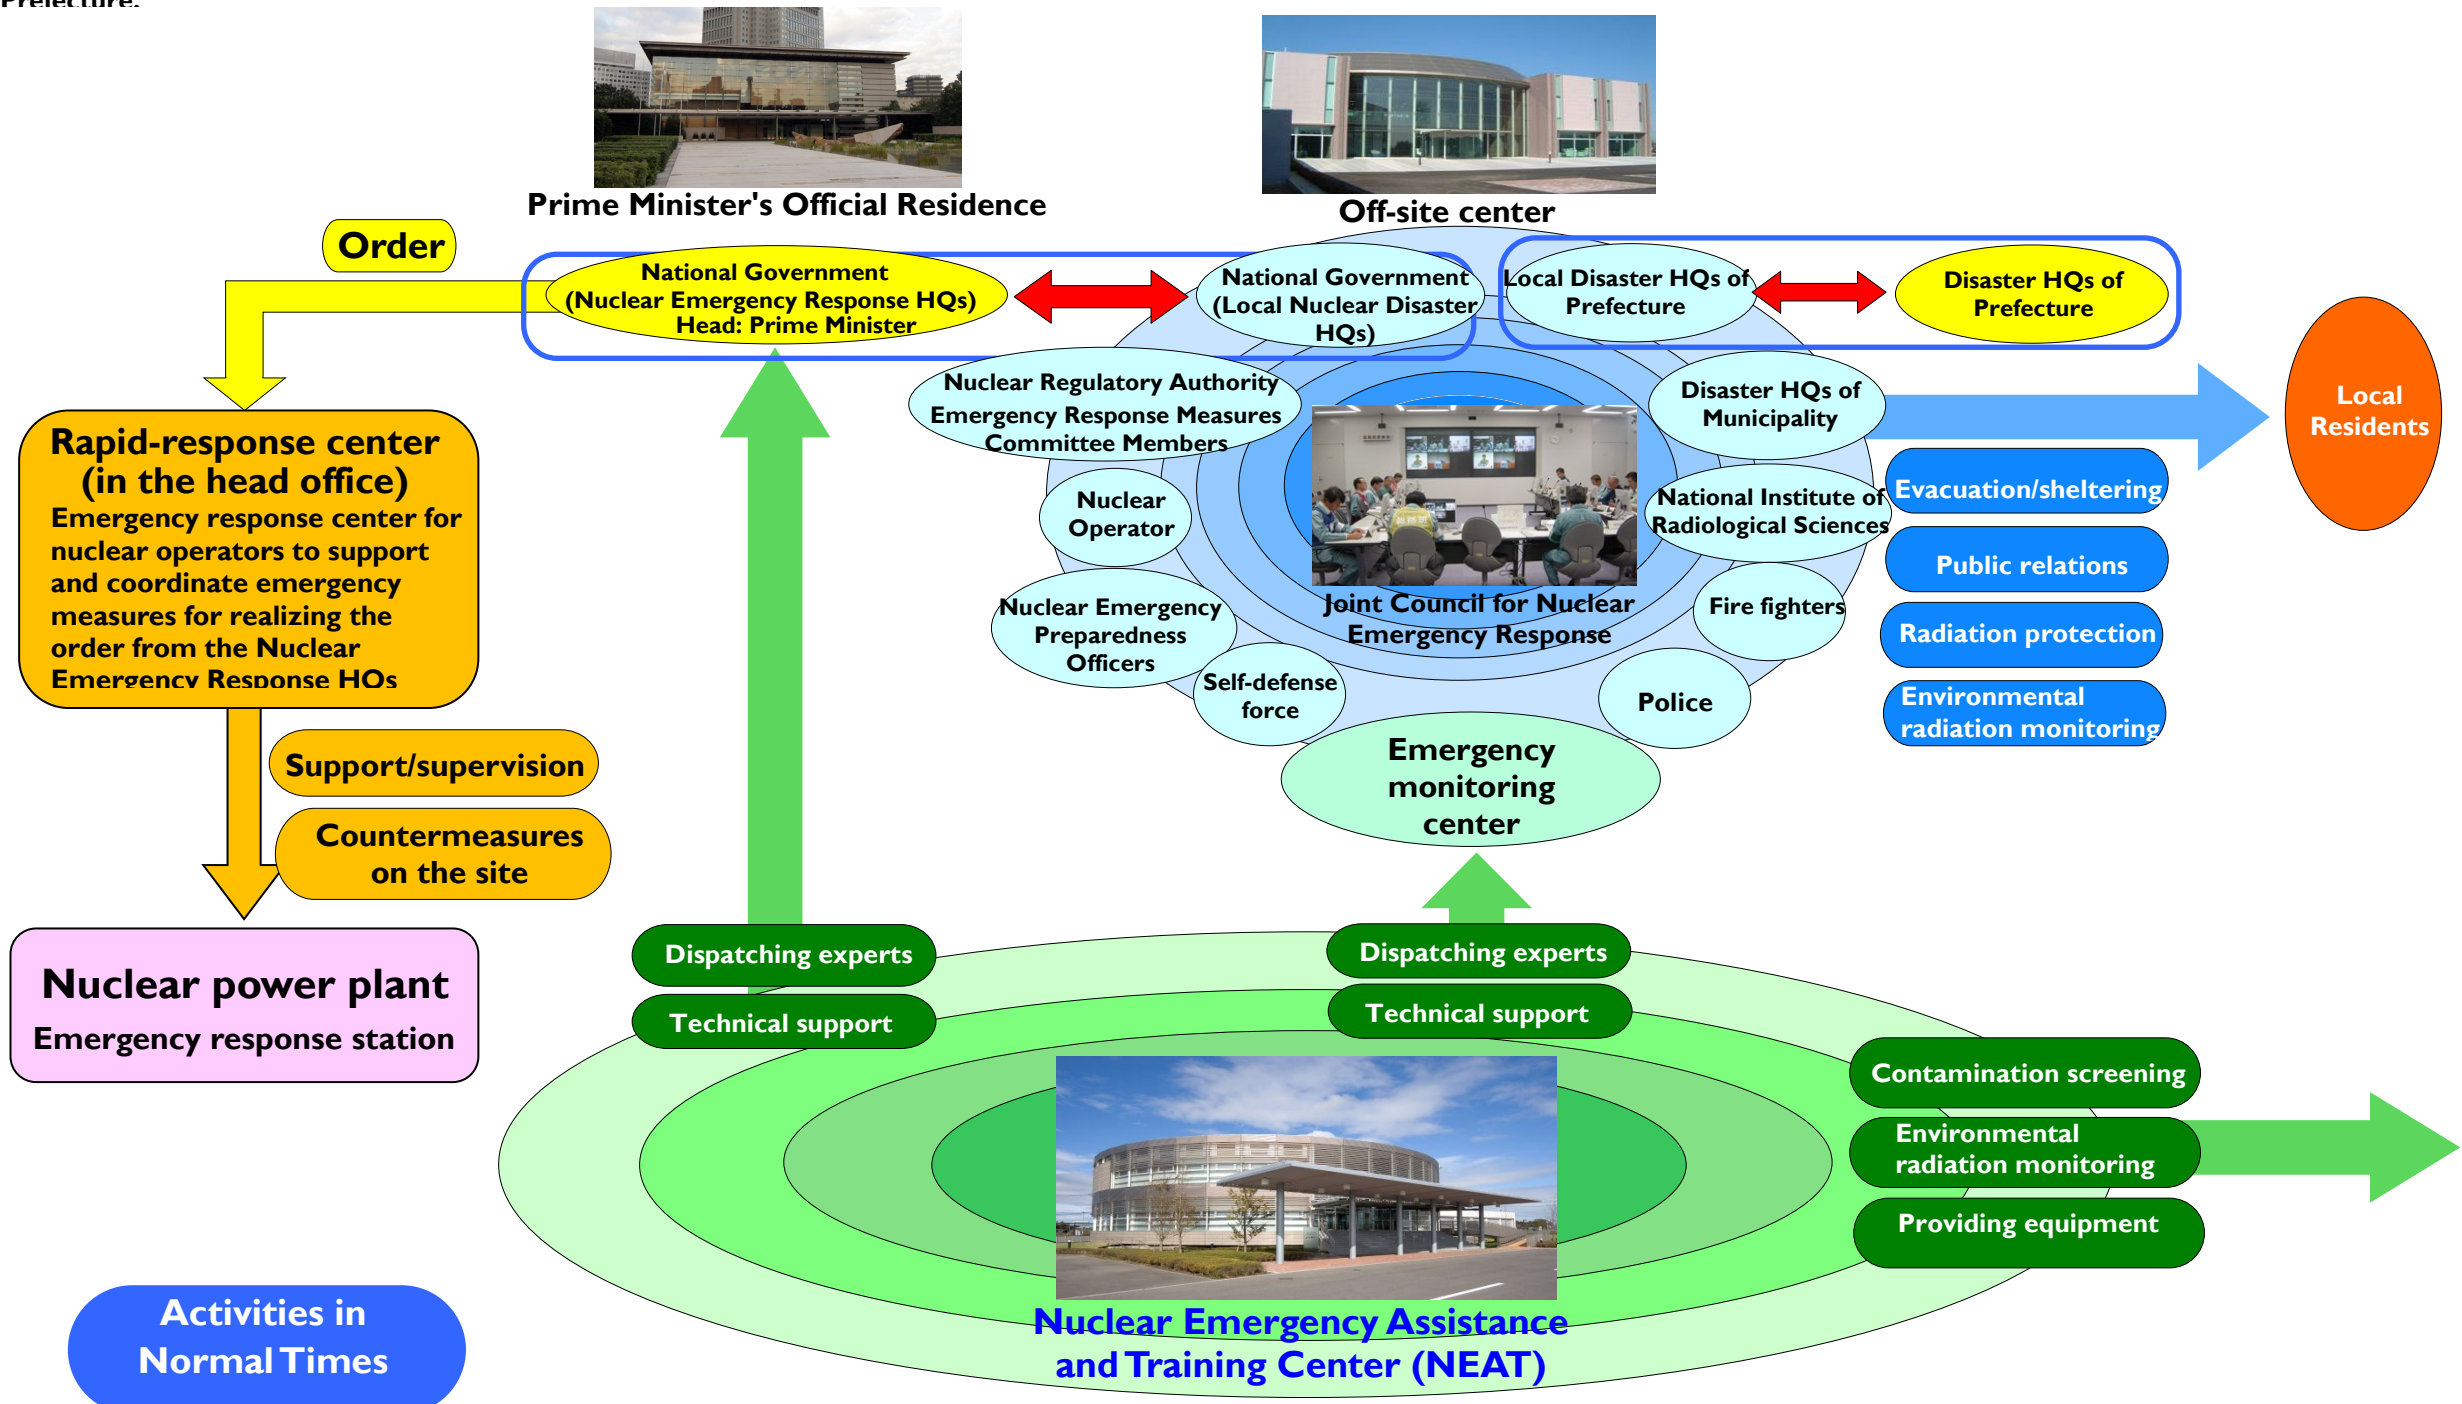 Prefecture.
Prime Minister's Official Residence
Off-site center
Order
National Government
(Nuclear Emergency Response HQs)
Head: Prime Minister
National Government
(Local Nuclear Disaster
HQs)
Local Disaster HQs of
Prefecture
Disaster HQs of
Prefecture
Nuclear Regulatory Authority
Emergency Response Measures
Committee Members
Disaster HQs of
Municipality
Local
Residents
Rapid-response center
(in the head office)
Emergency response center for
nuclear operators to support
and coordinate emergency
measures for realizing the
order from the Nuclear
Emergency Response HQs
Nuclear
Operator
National Institute of
Radiological Sciences
Evacuation/sheltering
Public relations
Radiation protection
Environmental
radiation monitoring
Joint Council for Nuclear
Emergency Response
Nuclear Emergency
Preparedness
Officers
Fire fighters
Self-defense
force
Police
Emergency
monitoring
center
Support/supervision
Countermeasures
on the site
Nuclear power plant
Emergency response station
Dispatching experts
Technical support
Dispatching experts
Technical support
Contamination screening
Environmental
radiation monitoring
Providing equipment
Nuclear Emergency Assistance
and Training Center (NEAT)
Activities in
Normal Times